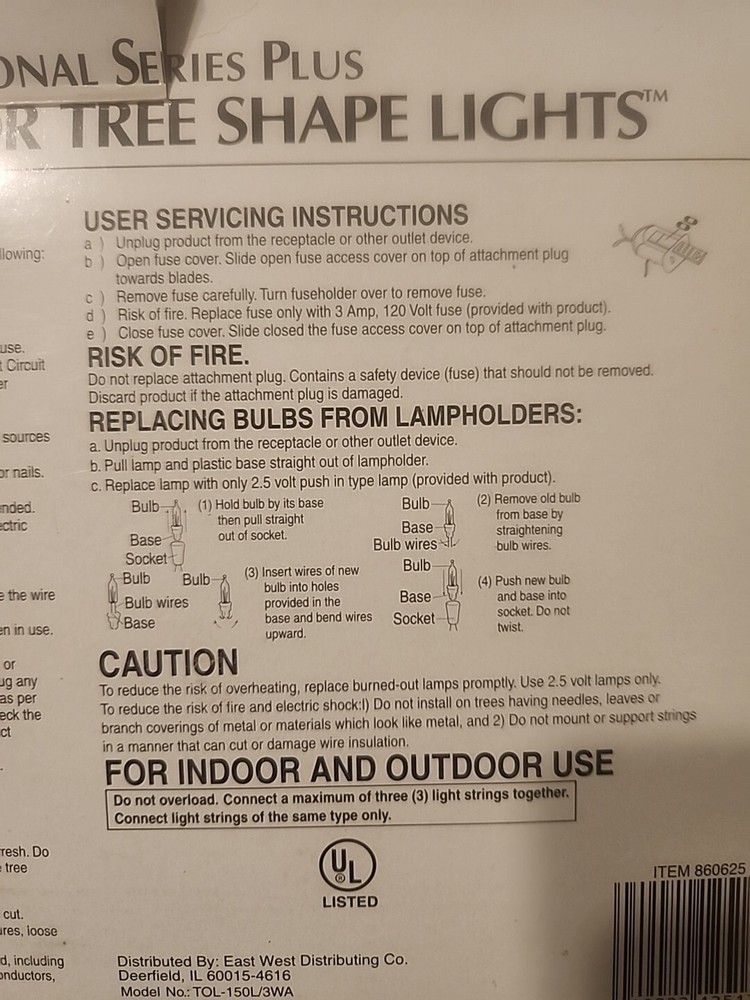 SERIES PLUS
TREE SHAPE LIGHTS™
USER SERVICING INSTRUCTIONS
a ) Unplug product from the receptacle or other outlet device.
b ) Open fuse cover. Slide open fuse access cover on top of attachment plug
towards blades.
c ) Remove fuse carefully. Turn fuseholder over to remove fuse.
d ) Risk of fire. Replace fuse only with 3 Amp, 120 Volt fuse (provided with product).
e ) Close fuse cover. Slide closed the fuse access cover on top of attachment plug.
RISK OF FIRE.
Do not replace attachment plug. Contains a safety device (fuse) that should not be removed.
Discard product if the attachment plug is damaged.
REPLACING BULBS FROM LAMPHOLDERS:
a. Unplug product from the receptacle or other outlet device.
b. Pull lamp and plastic base straight out of lampholder.
c. Replace lamp with only 2.5 volt push in type lamp (provided with product).
Bulb
Base
Socket
(1) Hold bulb by its base
then pull straight
out of socket.
Bulb
Base
Bulb wires
(2) Remove old bulb
from base by
straightening
bulb wires.
Bulb
Bulb wires
Base
Bulb
(3) Insert wires of new
bulb into holes
provided in the
base and bend wires
upward.
Bulb
Base
Socket
(4) Push new bulb
and base into
socket. Do not
twist.
CAUTION
To reduce the risk of overheating, replace burned-out lamps promptly. Use 2.5 volt lamps only.
To reduce the risk of fire and electric shock:l) Do not install on trees having needles, leaves or
branch coverings of metal or materials which look like metal, and 2) Do not mount or support strings
in a manner that can cut or damage wire insulation.
FOR INDOOR AND OUTDOOR USE
Do not overload. Connect a maximum of three (3) light strings together.
Connect light strings of the same type only.
UL
®
LISTED
ITEM 860625
Distributed By: East West Distributing Co.
Deerfield, IL 60015-4616
Model No.: TOL-150L/3WA
use.
Circuit
sources
or nails.
the wire
en in use.
or
any
as per
the
Do
tree
cut.
loose
including